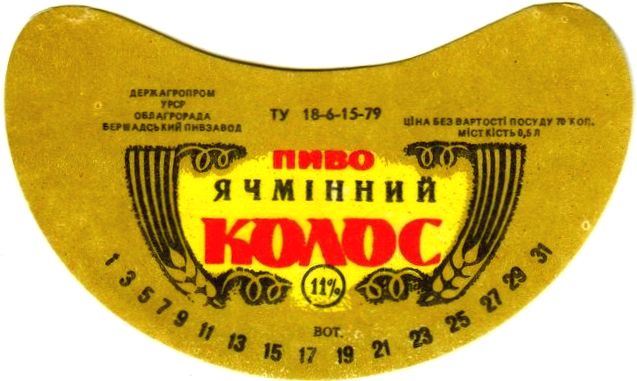 ДЕРЖАГРОПРОМ
УРСР
ОБЛАГРОРАДА
БЕРШАДСЬКИЙ ПИВЗАВОД
ТУ 18-6-15-79
ЦІНА БЕЗ ВАРТОСТІ ПОСУДУ 70 КОП.
МІСТКІСТЬ 0,5 Л
ПИВО
ЯЧМІННИЙ
КОЛОС
11%
ВОТ.
1 3 5 7 9 11 13 15 17 19 21 23 25 27 29 31